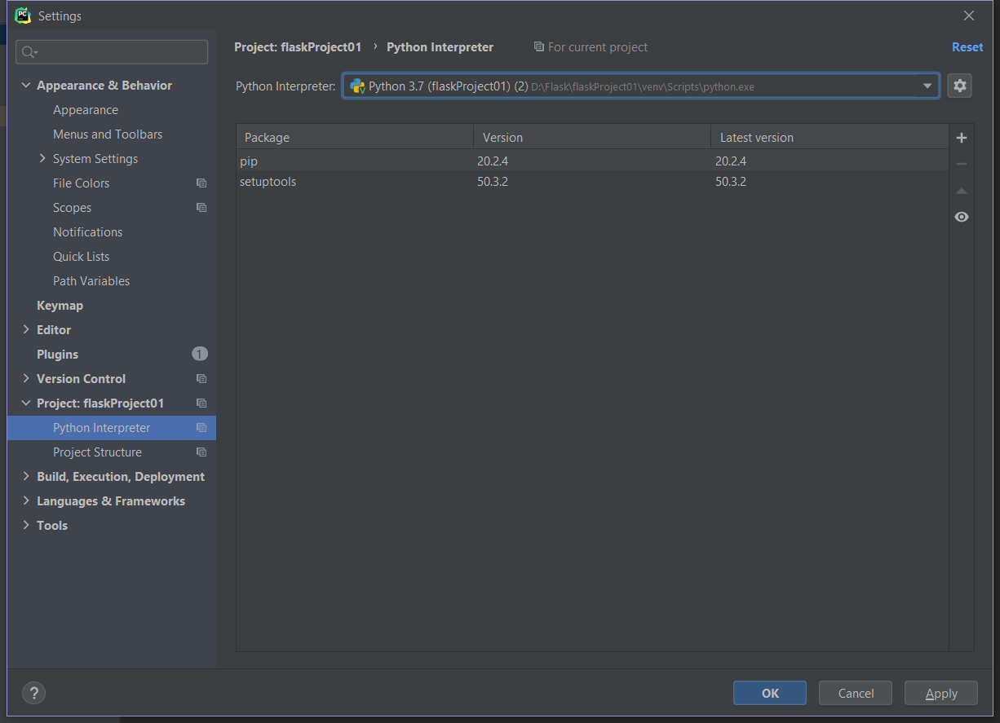 Settings
Project: flaskProject01 › Python Interpreter For current project Reset
Python Interpreter: Python 3.7 (flaskProject01) (2) D:\Flask\flaskProject01\venv\Scripts\python.exe
Appearance & Behavior
Appearance
Menus and Toolbars
System Settings
File Colors
Scopes
Notifications
Quick Lists
Path Variables
Keymap
Editor
Plugins 1
Version Control
Project: flaskProject01
Python Interpreter
Project Structure
Build, Execution, Deployment
Languages & Frameworks
Tools
Package Version Latest version
pip 20.2.4 20.2.4
setuptools 50.3.2 50.3.2
? OK Cancel Apply